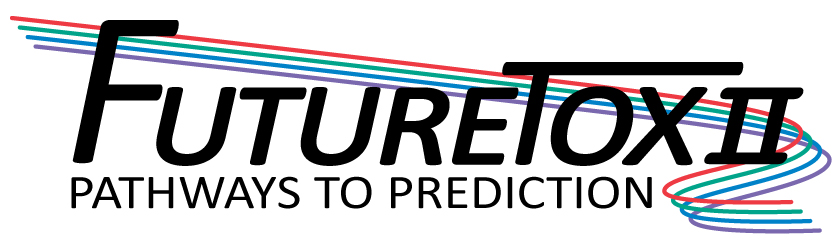 FUTURETOX II
PATHWAYS TO PREDICTION